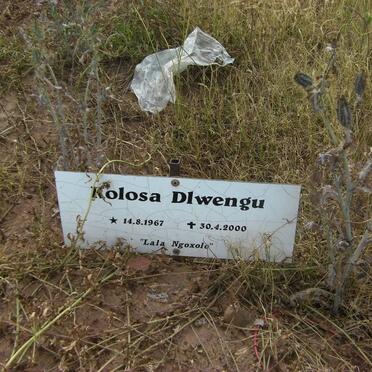 Kolosa Dlwengu
★ 14.8.1967 ✝ 30.4.2000
"Lala Ngoxolo"